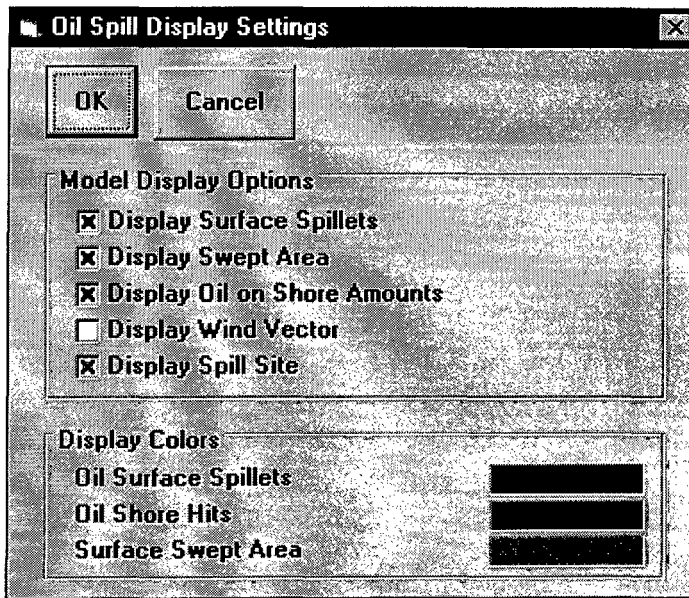 Oil Spill Display Settings
OK Cancel
Model Display Options
Display Surface Spillets
Display Swept Area
Display Oil on Shore Amounts
Display Wind Vector
Display Spill Site
Display Colors
Oil Surface Spillets
Oil Shore Hits
Surface Swept Area